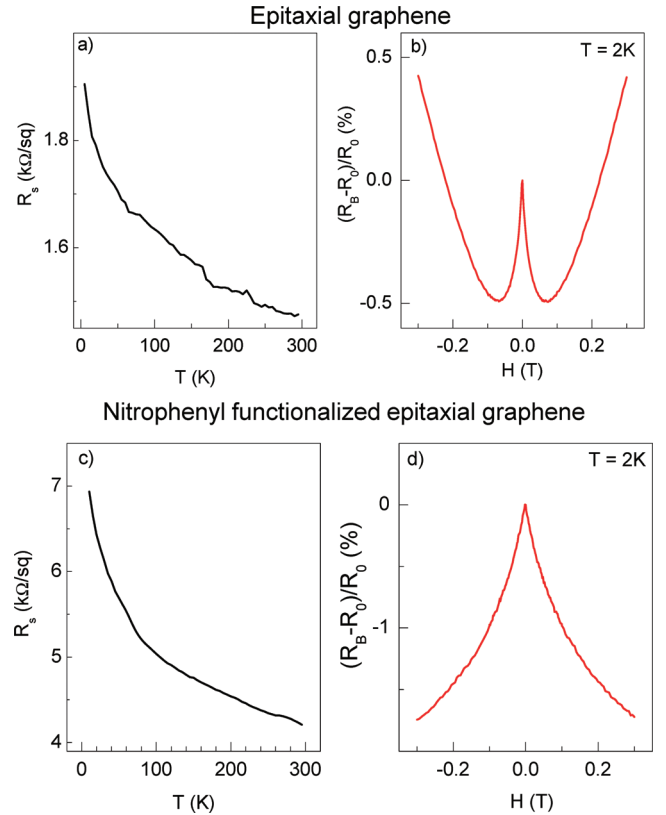 Epitaxial graphene
a)
1.8
1.6
R_s (kΩ/sq)
0 100 200 300
T (K)
b)
T = 2K
0.5
0.0
-0.5
(R_B-R_0)/R_0 (%)
-0.2 0.0 0.2
H (T)
Nitrophenyl functionalized epitaxial graphene
c)
7
6
5
4
R_s (kΩ/sq)
0 100 200 300
T (K)
d)
T = 2K
0
-1
(R_B-R_0)/R_0 (%)
0.0 0.2
-0.2
H (T)